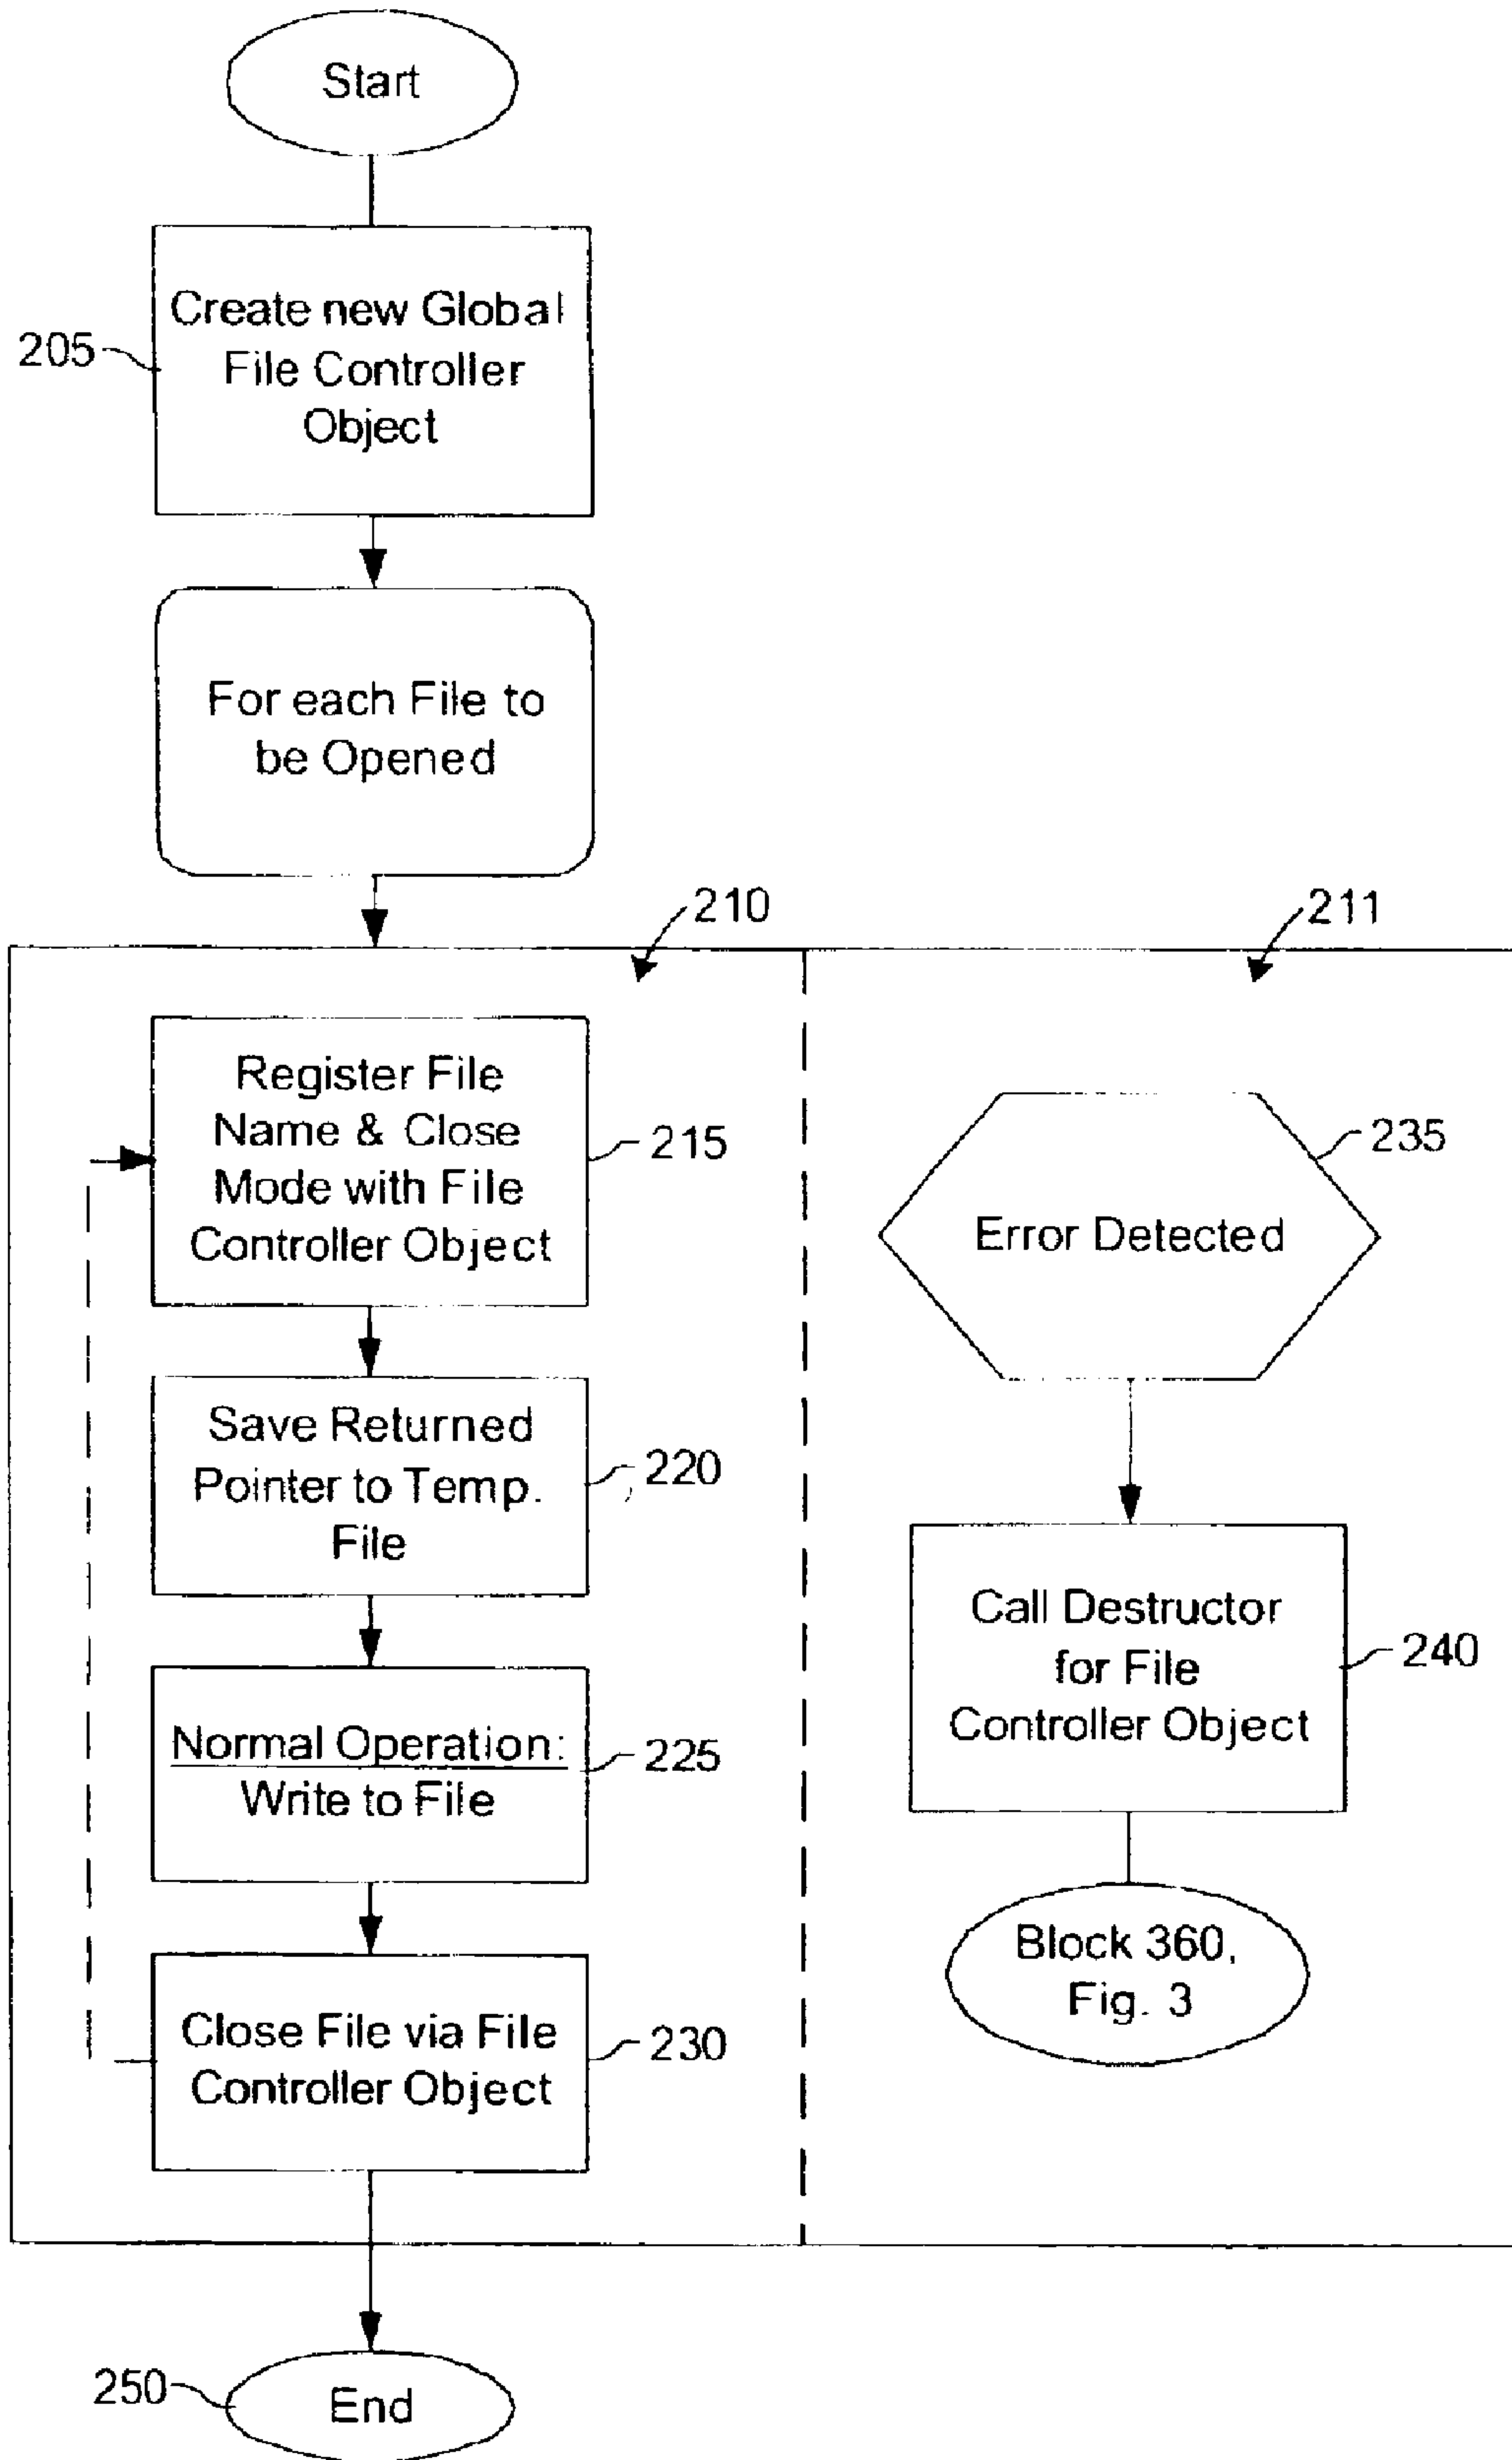 Start
205
Create new Global
File Controller
Object
For each File to
be Opened
210
211
Register File
Name & Close
Mode with File
Controller Object
215
Save Returned
Pointer to Temp.
File
220
Normal Operation:
Write to File
225
Close File via File
Controller Object
230
Error Detected
235
Call Destructor
for File
Controller Object
240
Block 360,
Fig. 3
250
End